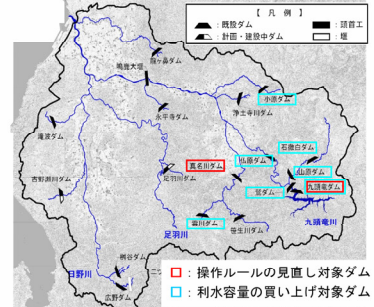 【 凡 例 】
：既設ダム
：頭首工
：計画・建設中ダム
：堰
龍ヶ鼻ダム
鳴鹿大堰
小原ダム
永平寺ダム
浄土寺川ダム
石徹白ダム
滝波ダム
仏原ダム
真名川ダム
山原ダム
足羽川ダム
吉野瀬川ダム
鷲ダム
九頭竜ダム
雲川ダム
笹生川ダム
足羽川
九頭竜川
桝谷ダム
日野川
二ツ
広野ダム
：操作ルールの見直し対象ダム
：利水容量の買い上げ対象ダム